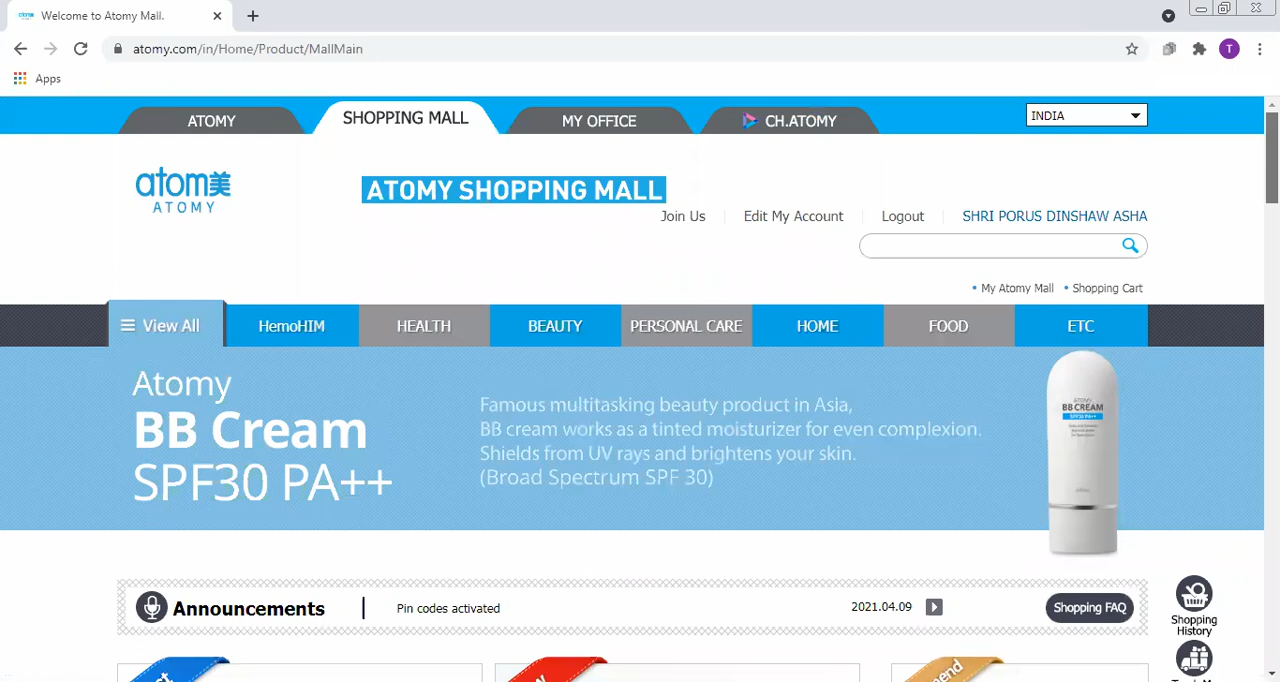 Welcome to Atomy Mall.
atomy.com/in/Home/Product/MallMain
T
Apps
ATOMY
SHOPPING MALL
MY OFFICE
CH.ATOMY
INDIA
atom美
ATOMY
ATOMY SHOPPING MALL
Join Us
Edit My Account
Logout
SHRI PORUS DINSHAW ASHA
• My Atomy Mall • Shopping Cart
View All
HemoHIM
HEALTH
BEAUTY
PERSONAL CARE
HOME
FOOD
ETC
Atomy
BB Cream
SPF30 PA++
Famous multitasking beauty product in Asia,
BB cream works as a tinted moisturizer for even complexion.
Shields from UV rays and brightens your skin.
(Broad Spectrum SPF 30)
ATOMY
BB CREAM
SPF30 PA++
Announcements
Pin codes activated
2021.04.09
Shopping FAQ
Shopping
History